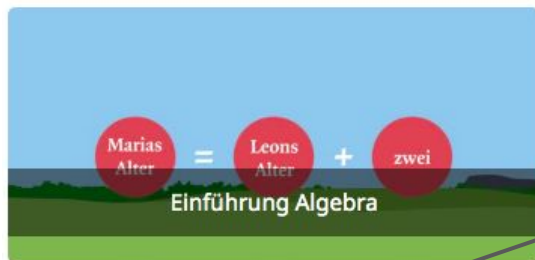 Marias
Alter
=
Leons
Alter
+
zwei
Einführung Algebra